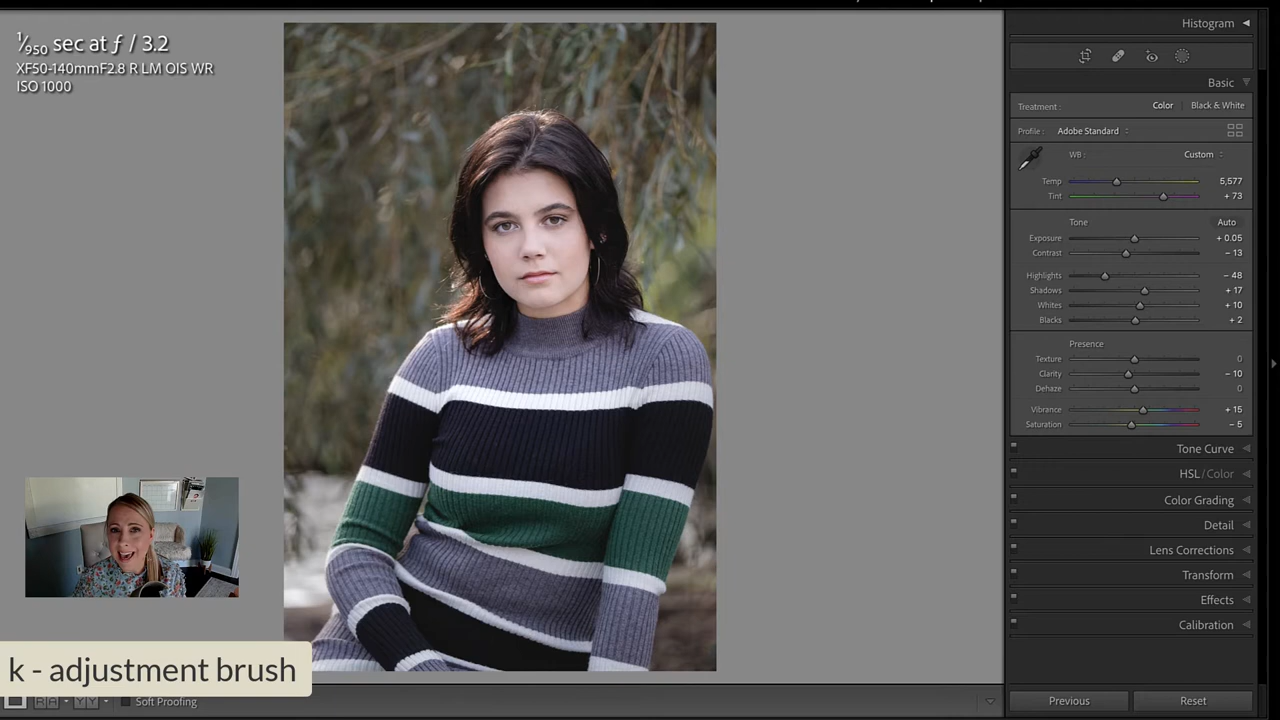 1/950 sec at ƒ / 3.2
XF50-140mmF2.8 R LM OIS WR
ISO 1000
Histogram
Basic
Treatment : Color | Black & White
Profile : Adobe Standard
WB : Custom
Temp 5,577
Tint + 73
Tone Auto
Exposure + 0.05
Contrast − 13
Highlights − 48
Shadows + 17
Whites + 10
Blacks + 2
Presence
Texture 0
Clarity − 10
Dehaze 0
Vibrance + 15
Saturation − 5
Tone Curve
HSL / Color
Color Grading
Detail
Lens Corrections
Transform
Effects
Calibration
k - adjustment brush
R A Y Y Soft Proofing
Previous Reset